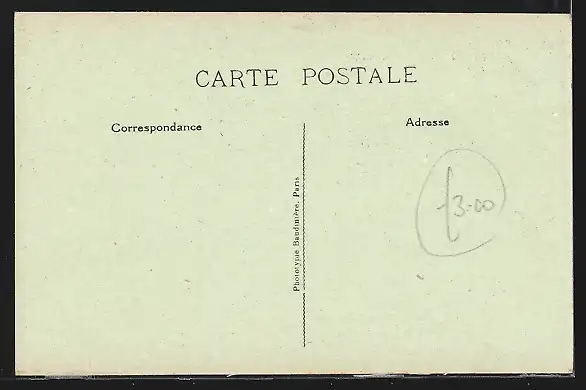 CARTE POSTALE
Correspondance
Adresse
Phototypie Baudinière, Paris
£3-00